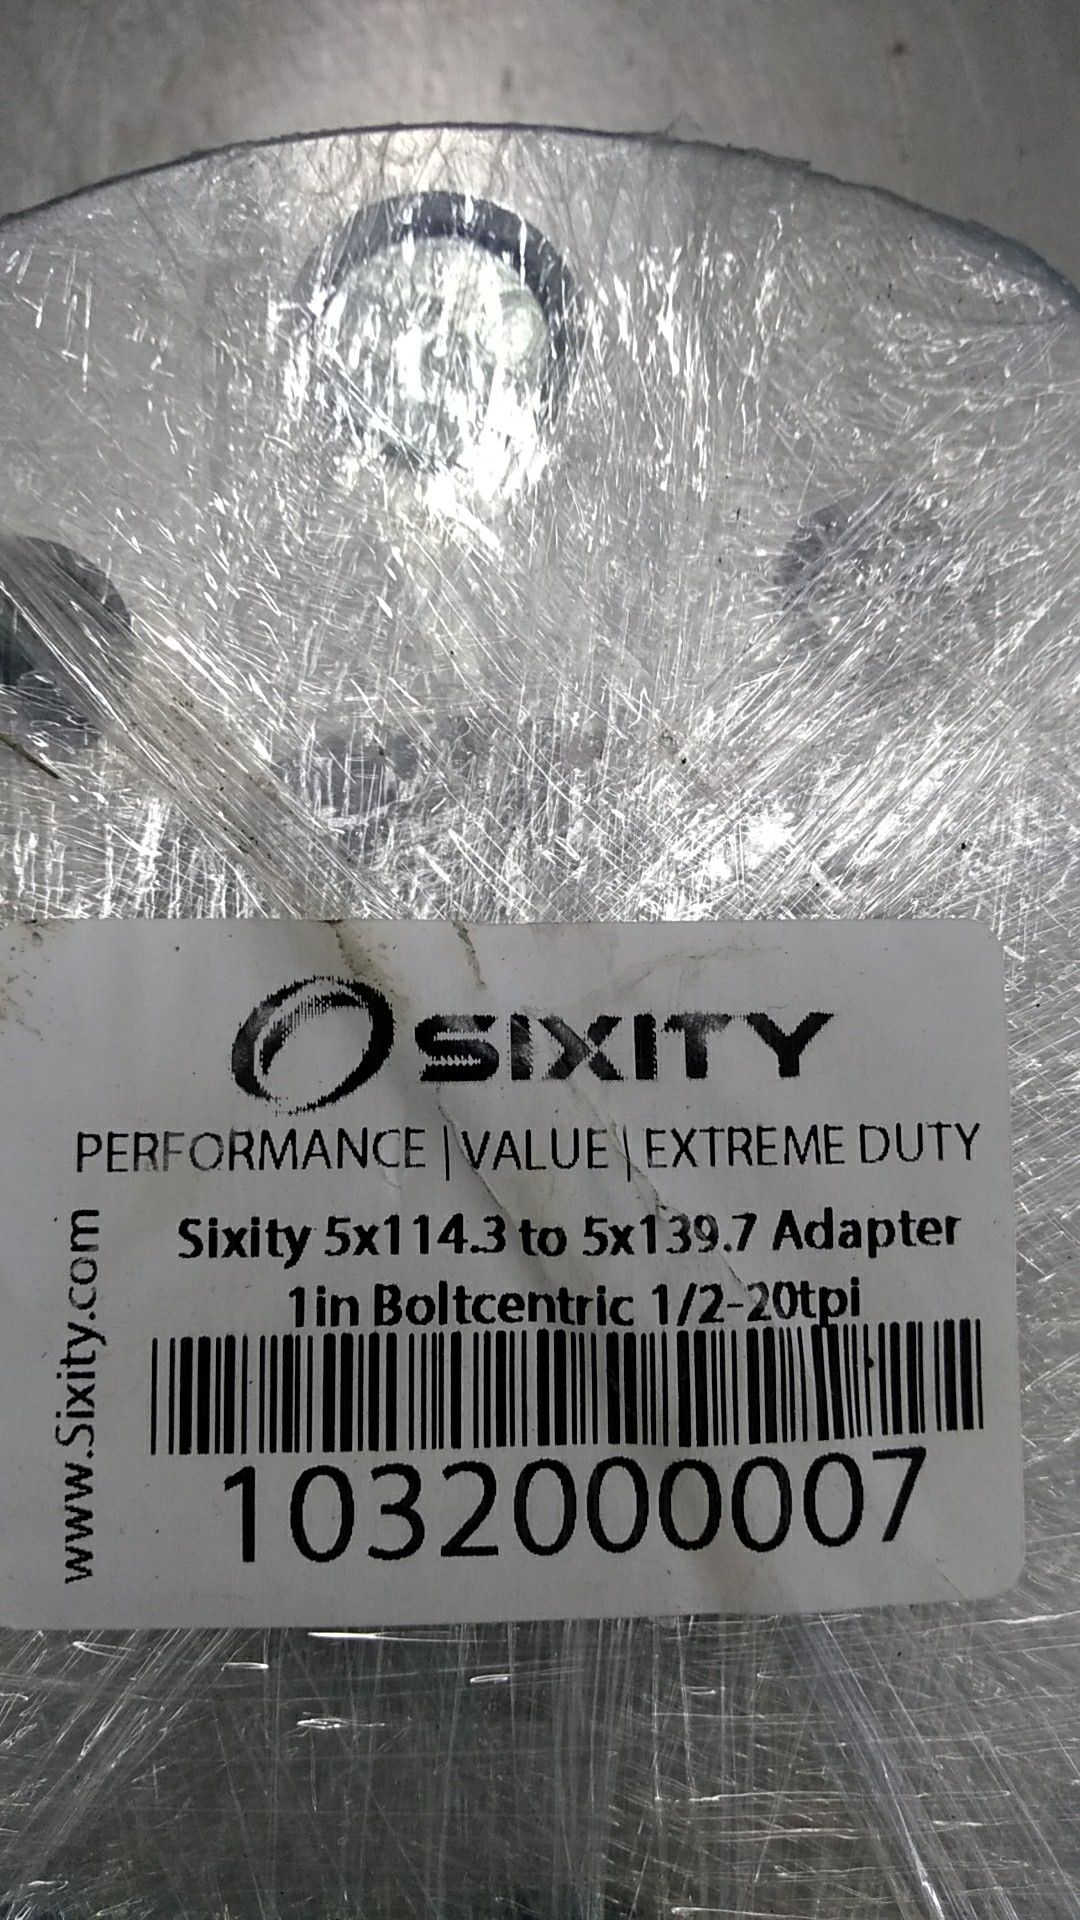 SIXITY
PERFORMANCE | VALUE | EXTREME DUTY
Sixity 5x114.3 to 5x139.7 Adapter
1in Boltcentric 1/2-20tpi
1032000007
www.Sixity.com